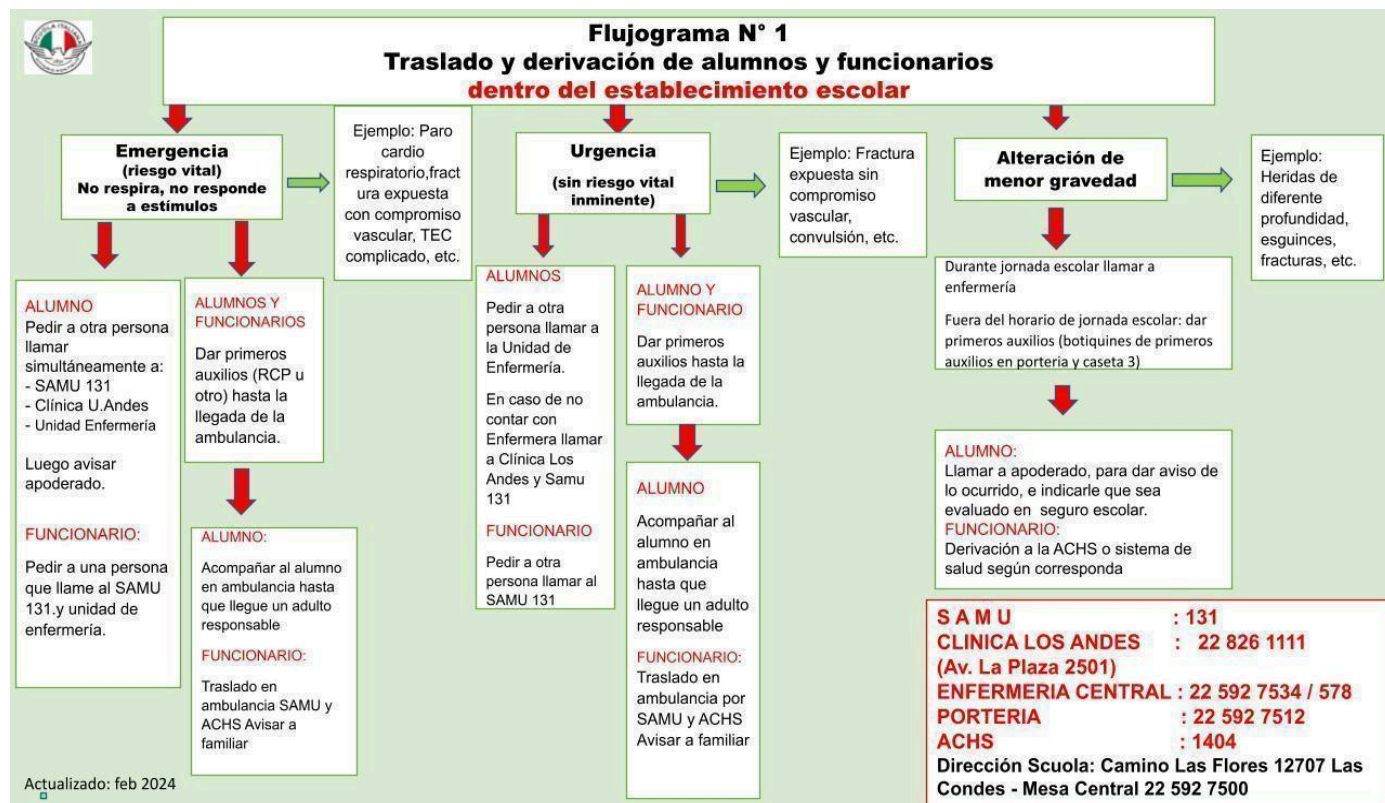 SCUOLA ITALIANA
Flujograma N° 1
Traslado y derivación de alumnos y funcionarios
dentro del establecimiento escolar
Emergencia
(riesgo vital)
No respira, no responde
a estímulos
Ejemplo: Paro
cardio
respiratorio,fract
ura expuesta
con compromiso
vascular, TEC
complicado, etc.
ALUMNO
Pedir a otra persona
llamar
simultáneamente a:
- SAMU 131
- Clínica U.Andes
- Unidad Enfermería
Luego avisar
apoderado.
FUNCIONARIO:
Pedir a una persona
que llame al SAMU
131.y unidad de
enfermería.
ALUMNOS Y
FUNCIONARIOS
Dar primeros
auxilios (RCP u
otro) hasta la
llegada de la
ambulancia.
ALUMNO:
Acompañar al alumno
en ambulancia hasta
que llegue un adulto
responsable
FUNCIONARIO:
Traslado en
ambulancia SAMU y
ACHS Avisar a
familiar
Urgencia
(sin riesgo vital
inminente)
Ejemplo: Fractura
expuesta sin
compromiso
vascular,
convulsión, etc.
ALUMNOS
Pedir a otra
persona llamar a
la Unidad de
Enfermería.
En caso de no
contar con
Enfermera llamar
a Clínica Los
Andes y Samu
131
FUNCIONARIO
Pedir a otra
persona llamar al
SAMU 131
ALUMNO Y
FUNCIONARIO
Dar primeros
auxilios hasta la
llegada de la
ambulancia.
ALUMNO
Acompañar al
alumno en
ambulancia
hasta que
llegue un adulto
responsable
FUNCIONARIO:
Traslado en
ambulancia por
SAMU y ACHS
Avisar a familiar
Alteración de
menor gravedad
Ejemplo:
Heridas de
diferente
profundidad,
esguinces,
fracturas, etc.
Durante jornada escolar llamar a
enfermería
Fuera del horario de jornada escolar: dar
primeros auxilios (botiquines de primeros
auxilios en porteria y caseta 3)
ALUMNO:
Llamar a apoderado, para dar aviso de
lo ocurrido, e indicarle que sea
evaluado en seguro escolar.
FUNCIONARIO:
Derivación a la ACHS o sistema de
salud según corresponda
S A M U : 131
CLINICA LOS ANDES : 22 826 1111
(Av. La Plaza 2501)
ENFERMERIA CENTRAL : 22 592 7534 / 578
PORTERIA : 22 592 7512
ACHS : 1404
Dirección Scuola: Camino Las Flores 12707 Las
Condes - Mesa Central 22 592 7500
Actualizado: feb 2024